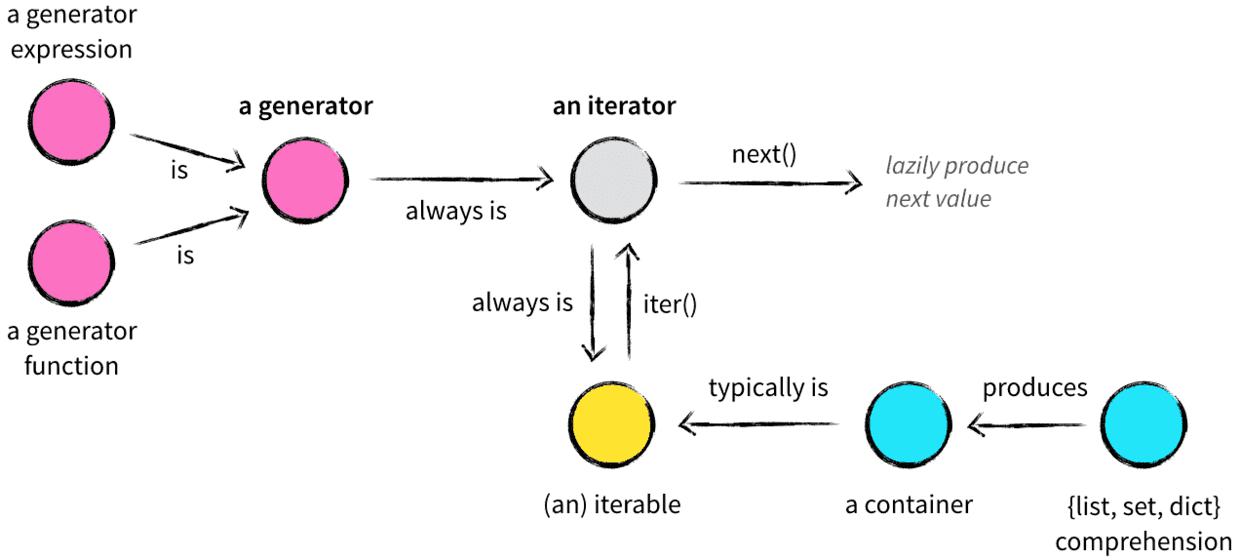 a generator
expression
a generator
an iterator
next()
lazily produce
next value
is
always is
is
a generator
function
always is
iter()
typically is
produces
(an) iterable
a container
{list, set, dict}
comprehension